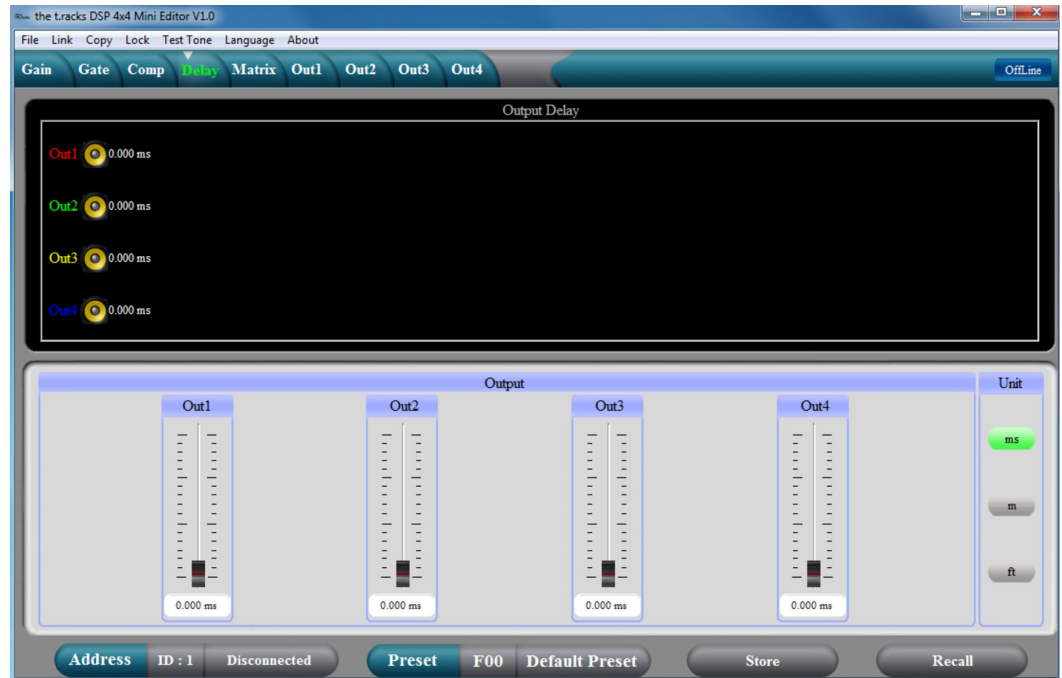 the t.racks DSP 4x4 Mini Editor V1.0
File Link Copy Lock Test Tone Language About
Gain Gate Comp Delay Matrix Out1 Out2 Out3 Out4 OffLine
Output Delay
Out1 0.000 ms
Out2 0.000 ms
Out3 0.000 ms
Out4 0.000 ms
Output Unit
Out1 Out2 Out3 Out4
ms
m
ft
0.000 ms 0.000 ms 0.000 ms 0.000 ms
Address ID : 1 Disconnected Preset F00 Default Preset Store Recall